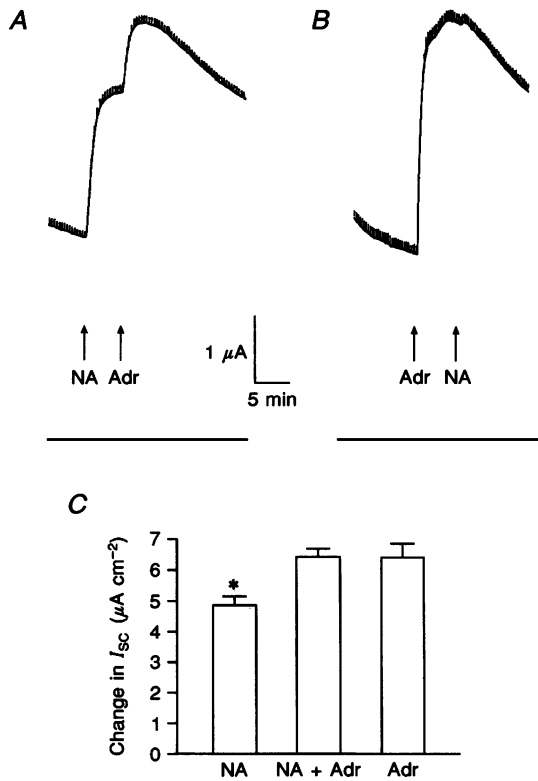 A
B
NA Adr
1 μA
5 min
Adr NA
C
Change in I_SC (μA cm⁻²)
7
6
5
4
3
2
1
0
*
NA
NA + Adr
Adr